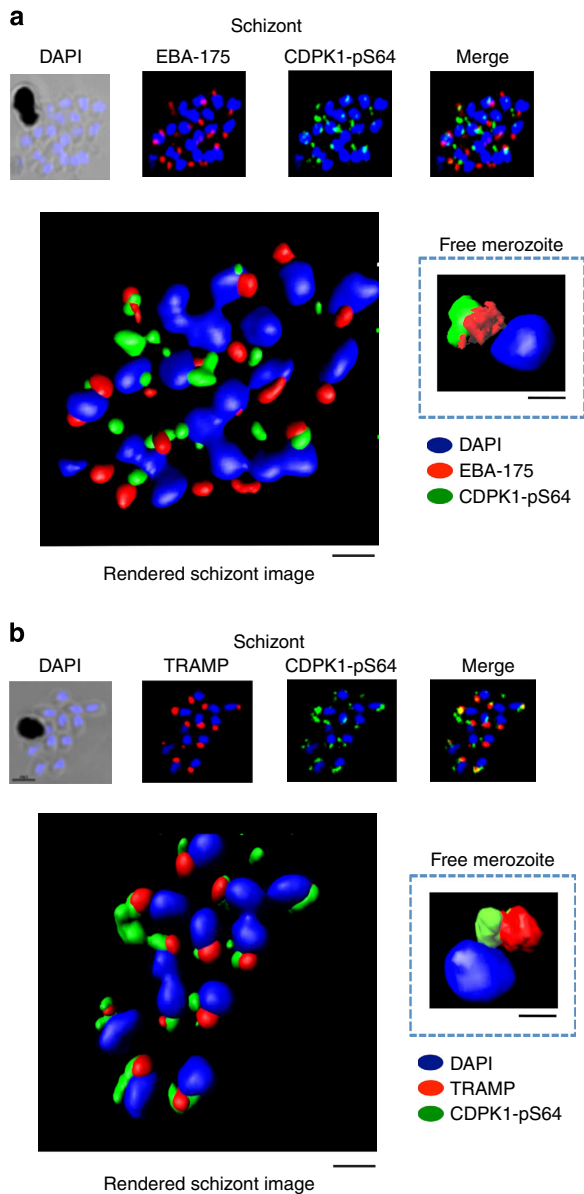 a
Schizont
DAPI EBA-175 CDPK1-pS64 Merge
Free merozoite
DAPI
EBA-175
CDPK1-pS64
Rendered schizont image
b
Schizont
DAPI TRAMP CDPK1-pS64 Merge
Free merozoite
DAPI
TRAMP
CDPK1-pS64
Rendered schizont image